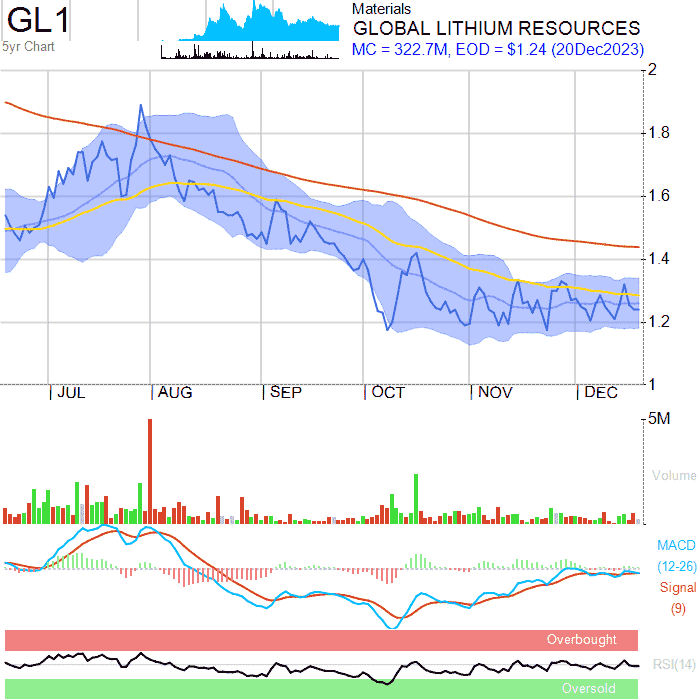 GL1
5yr Chart
Materials
GLOBAL LITHIUM RESOURCES
MC = 322.7M, EOD = $1.24 (20Dec2023)
2
1.8
1.6
1.4
1.2
1
JUL AUG SEP OCT NOV DEC
5M
Volume
MACD
(12-26)
Signal
(9)
Overbought
RSI(14)
Oversold